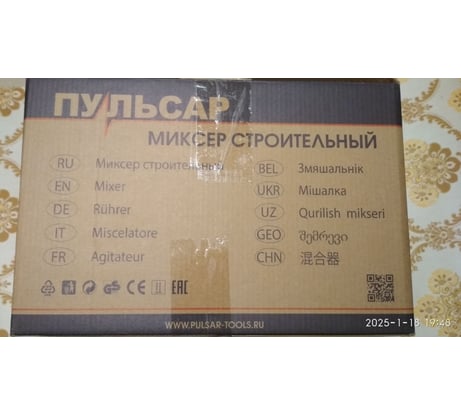 ПУЛЬСАР
МИКСЕР СТРОИТЕЛЬНЫЙ
RU Миксер строительный
EN Mixer
DE Rührer
IT Miscelatore
FR Agitateur
BEL Змяшальнік
UKR Мішалка
UZ Qurilish mikseri
GEO შემრევი
CHN 混合器
GS CE EAC
WWW.PULSAR-TOOLS.RU
2025-1-18 19:48